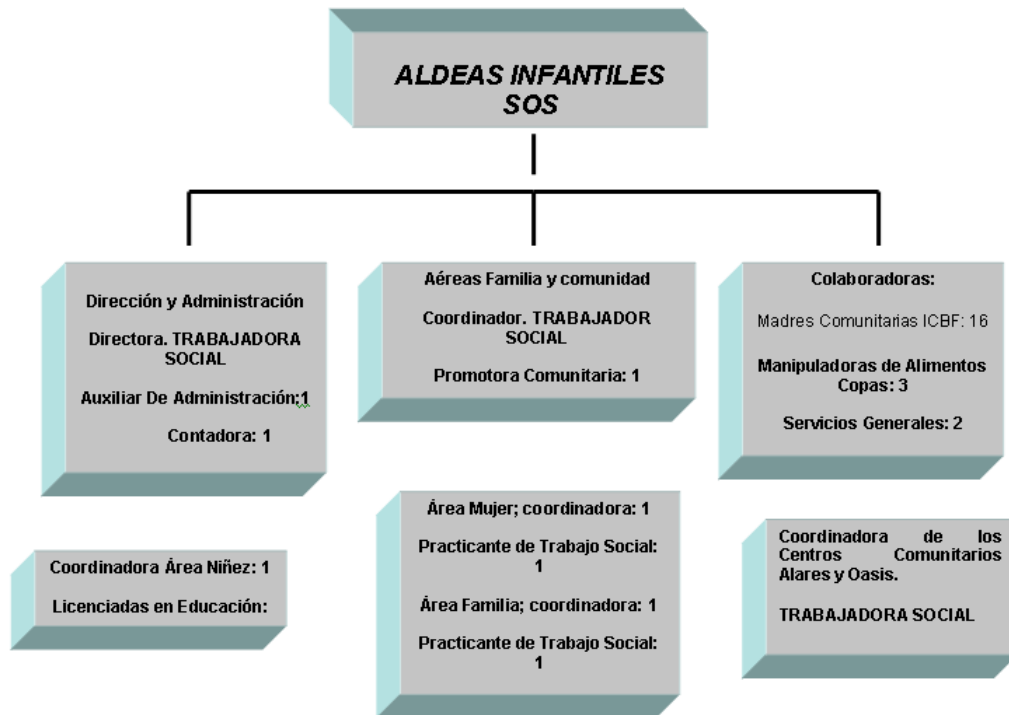 ALDEAS INFANTILES
SOS
Dirección y Administración
Directora. TRABAJADORA
SOCIAL
Auxiliar De Administración:1
Contadora: 1
Aéreas Familia y comunidad
Coordinador. TRABAJADOR
SOCIAL
Promotora Comunitaria: 1
Colaboradoras:
Madres Comunitarias ICBF: 16
Manipuladoras de Alimentos
Copas: 3
Servicios Generales: 2
Coordinadora Área Niñez: 1
Licenciadas en Educación:
Área Mujer; coordinadora: 1
Practicante de Trabajo Social:
1
Área Familia; coordinadora: 1
Practicante de Trabajo Social:
1
Coordinadora de los
Centros Comunitarios
Alares y Oasis.
TRABAJADORA SOCIAL